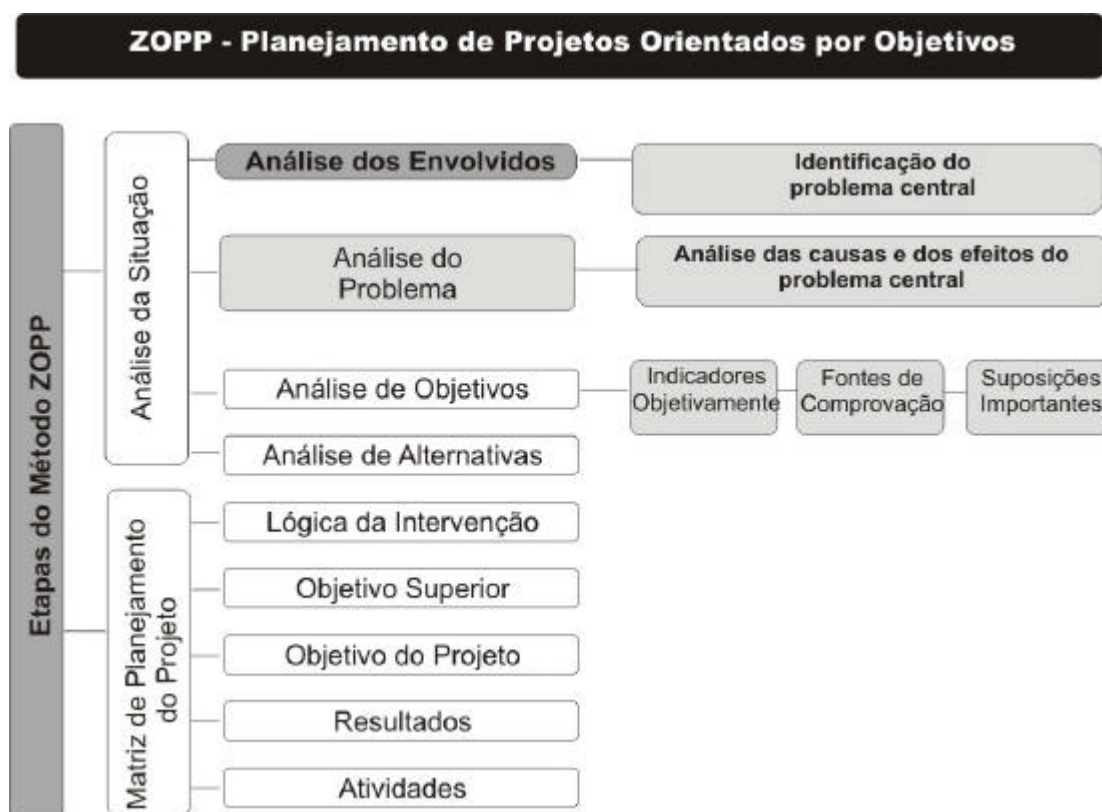 ZOPP - Planejamento de Projetos Orientados por Objetivos
Etapas do Método ZOPP
Análise da Situação
Análise dos Envolvidos
Identificação do
problema central
Análise do
Problema
Análise das causas e dos efeitos do
problema central
Análise de Objetivos
Indicadores
Objetivamente
Fontes de
Comprovação
Suposições
Importantes
Análise de Alternativas
Matriz de Planejamento
do Projeto
Lógica da Intervenção
Objetivo Superior
Objetivo do Projeto
Resultados
Atividades